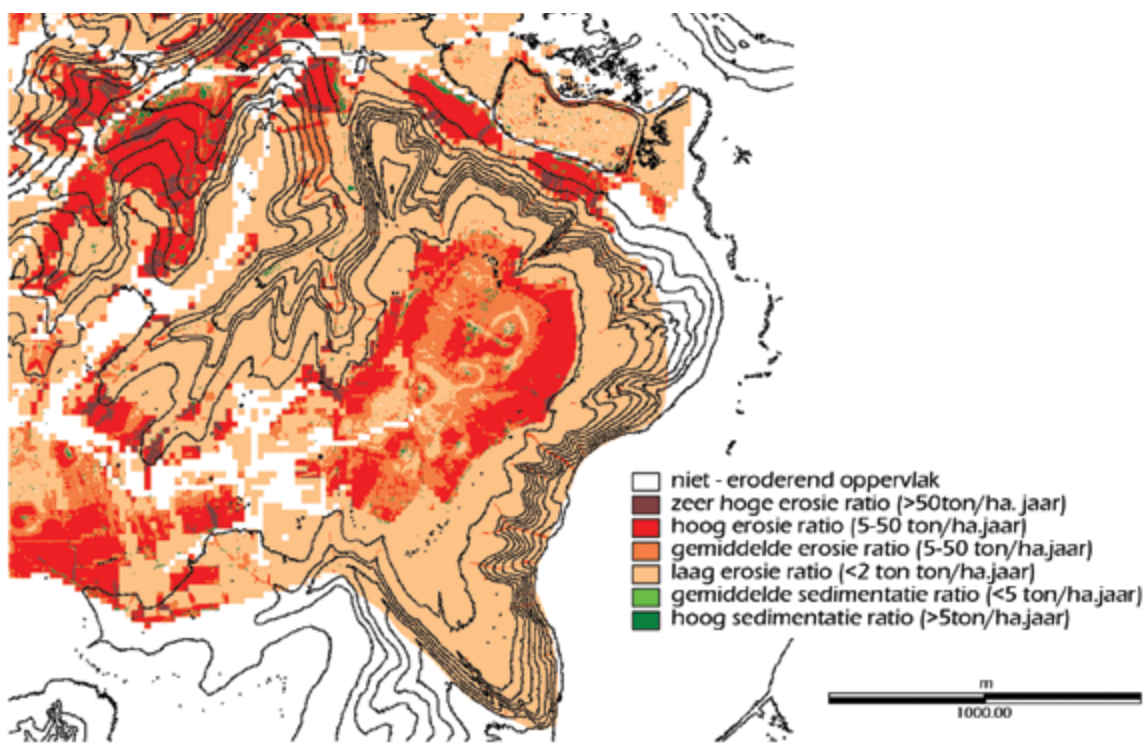 niet - eroderend oppervlak
zeer hoge erosie ratio (>50ton/ha. jaar)
hoog erosie ratio (5-50 ton/ha.jaar)
gemiddelde erosie ratio (5-50 ton/ha.jaar)
laag erosie ratio (<2 ton ton/ha.jaar)
gemiddelde sedimentatie ratio (<5 ton/ha.jaar)
hoog sedimentatie ratio (>5ton/ha.jaar)
m
1000.00